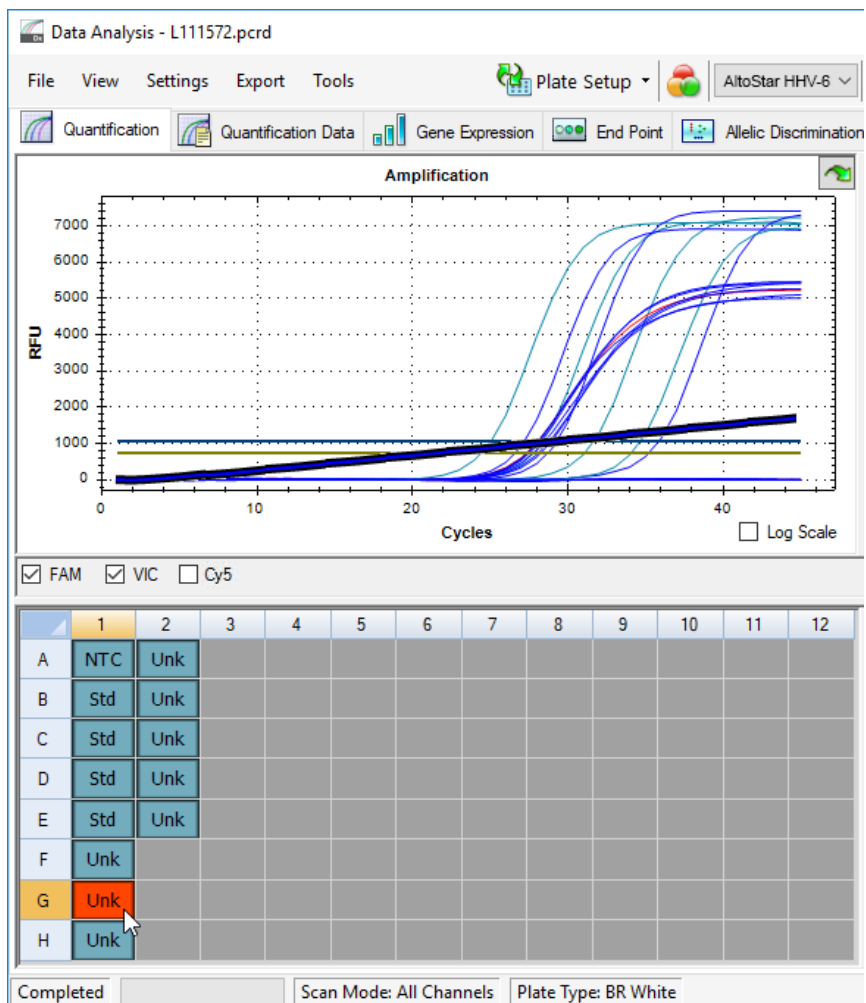 Data Analysis - L111572.pcrd
File View Settings Export Tools Plate Setup AltoStar HHV-6
Quantification Quantification Data Gene Expression End Point Allelic Discrimination
Amplification
7000
6000
5000
4000
3000
2000
1000
0
RFU
0 10 20 30 40
Cycles
Log Scale
FAM VIC Cy5
1 2 3 4 5 6 7 8 9 10 11 12
A NTC Unk
B Std Unk
C Std Unk
D Std Unk
E Std Unk
F Unk
G Unk
H Unk
Completed Scan Mode: All Channels Plate Type: BR White